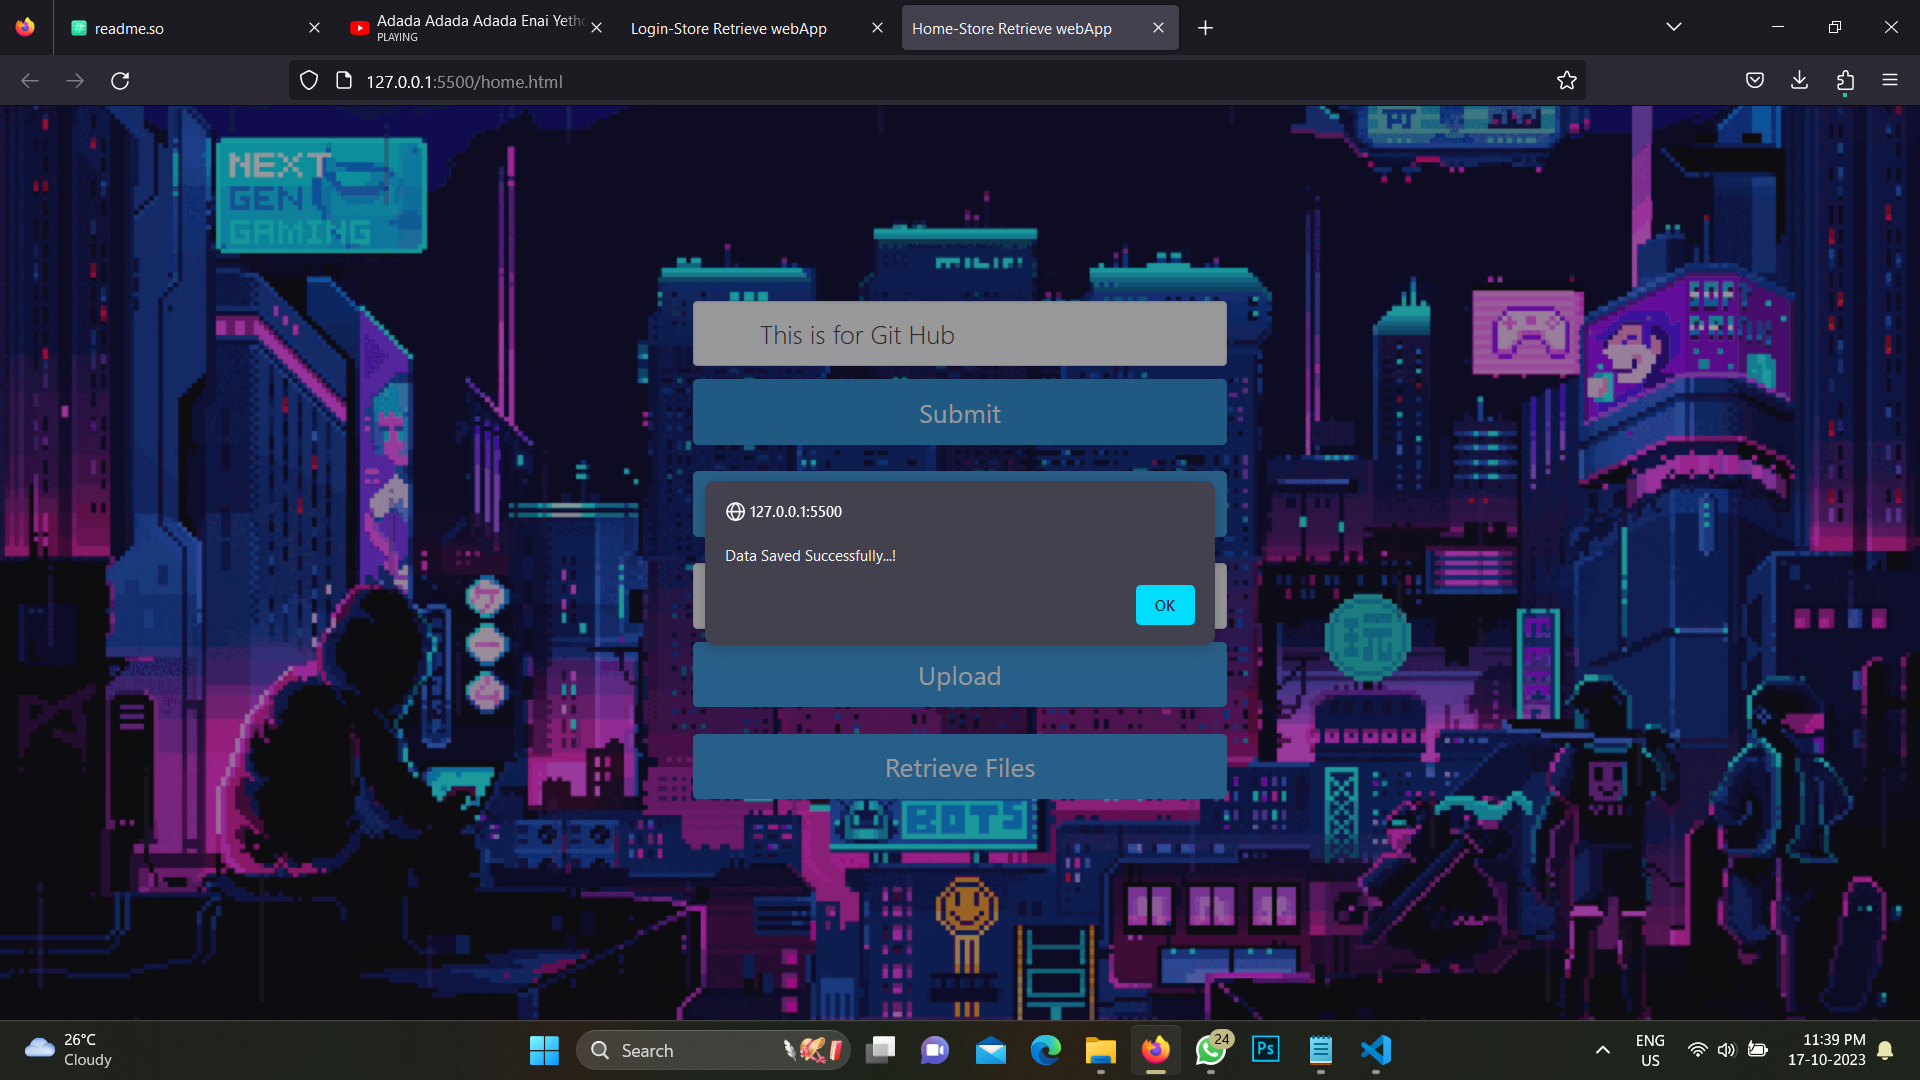 readme.so
Adada Adada Adada Enai Yeth
PLAYING
Login-Store Retrieve webApp
Home-Store Retrieve webApp
127.0.0.1:5500/home.html
NEXT
GEN
GAMING
This is for Git Hub
Submit
127.0.0.1:5500
Data Saved Successfully...!
OK
Upload
Retrieve Files
玩
BOTS
26°C
Cloudy
Search
24
Ps
ENG
US
11:39 PM
17-10-2023